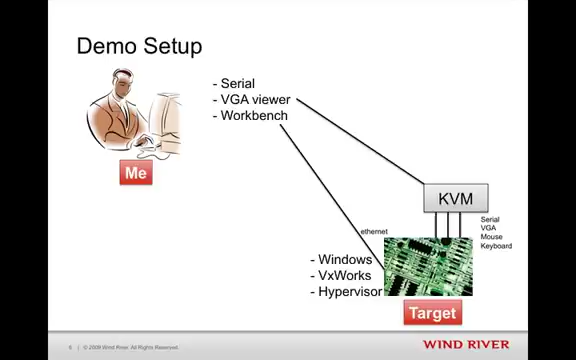 Demo Setup
- Serial
- VGA viewer
- Workbench
Me
KVM
Serial
VGA
Mouse
Keyboard
ethernet
- Windows
- VxWorks
- Hypervisor
Target
6 | © 2009 Wind River. All Rights Reserved.
WIND RIVER